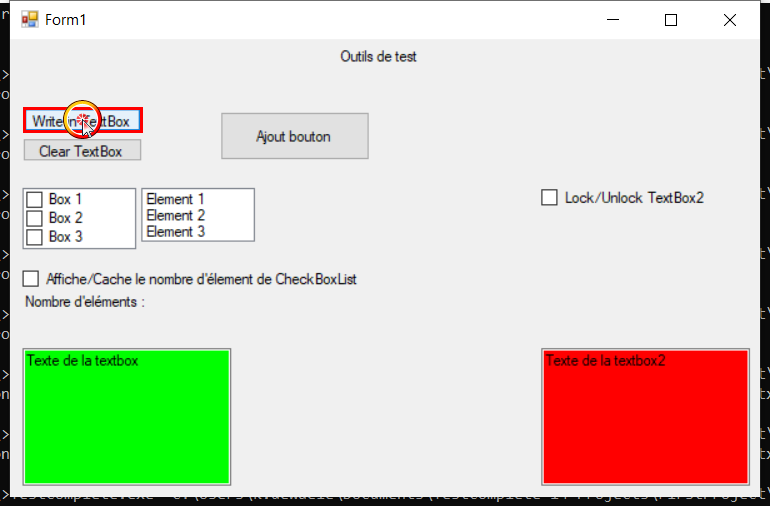 Form1
Outils de test
Write in TextBox
Ajout bouton
Clear TextBox
Box 1
Box 2
Box 3
Element 1
Element 2
Element 3
Lock/Unlock TextBox2
Affiche/Cache le nombre d'élement de CheckBoxList
Nombre d'eléments :
Texte de la textbox
Texte de la textbox2